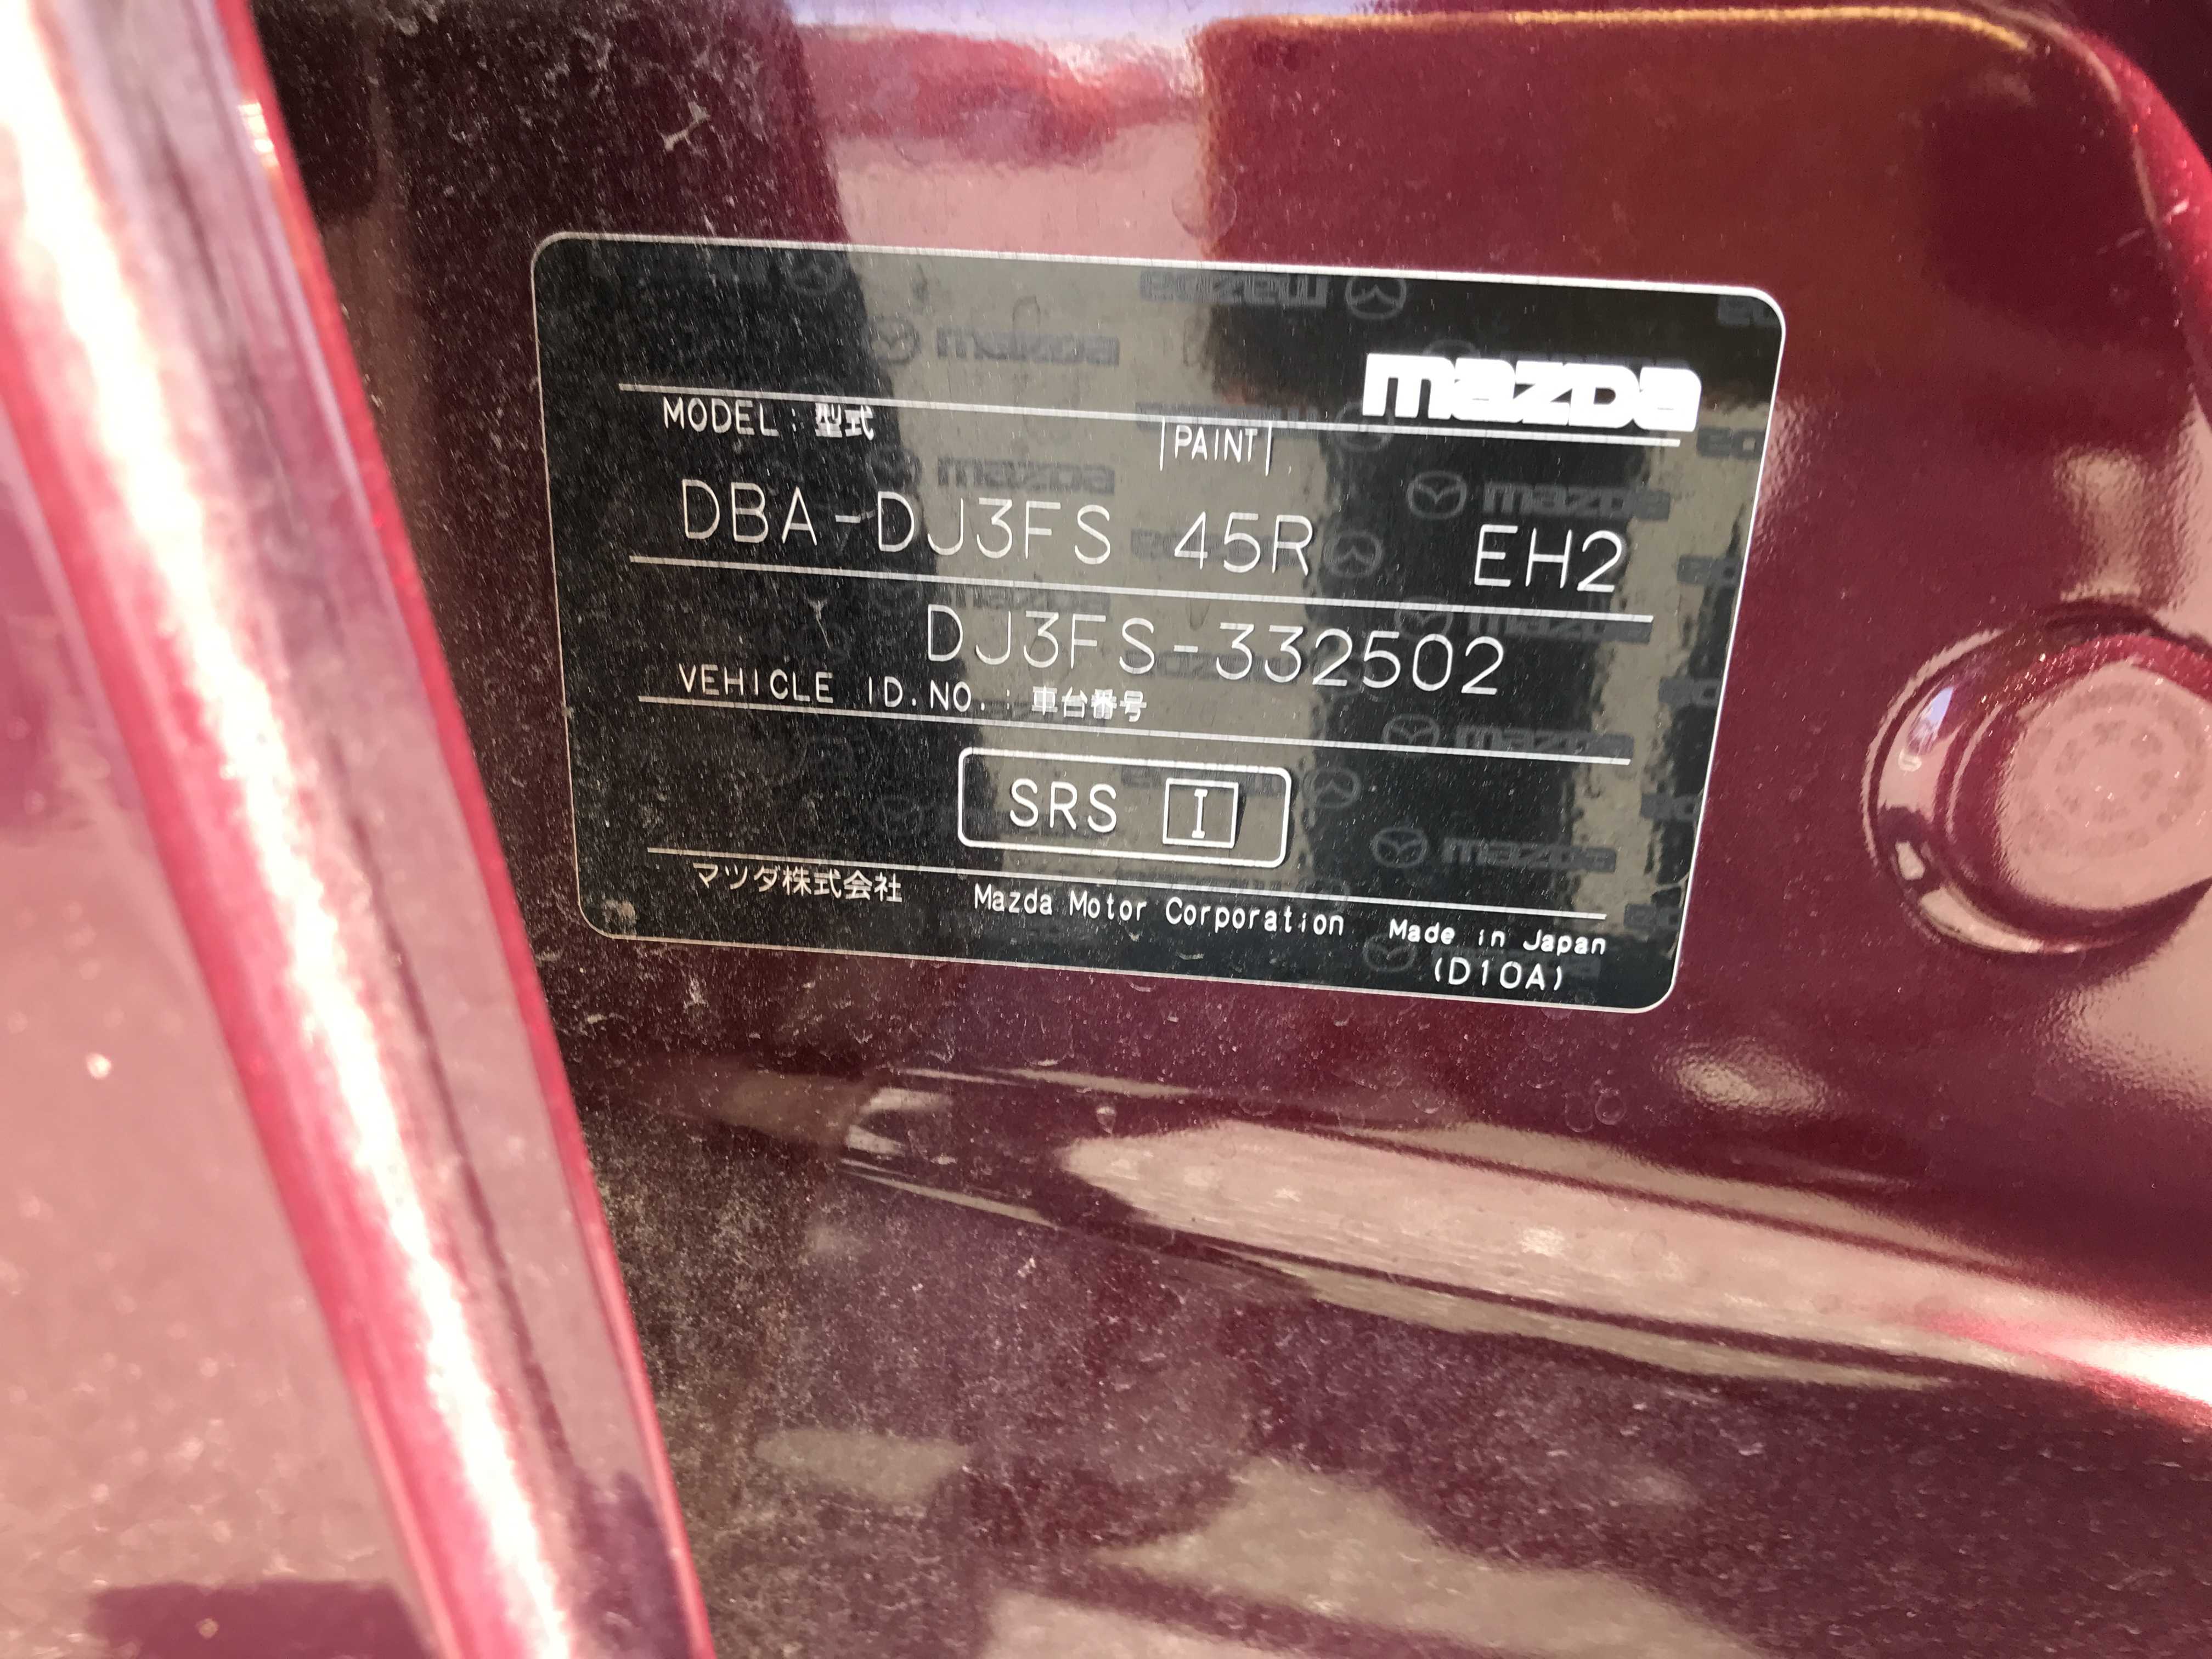 mazda
MODEL : 型式 |PAINT|
DBA-DJ3FS 45R EH2
DJ3FS-332502
VEHICLE ID.NO. : 車台番号
SRS I
マツダ株式会社 Mazda Motor Corporation Made in Japan
(D10A)